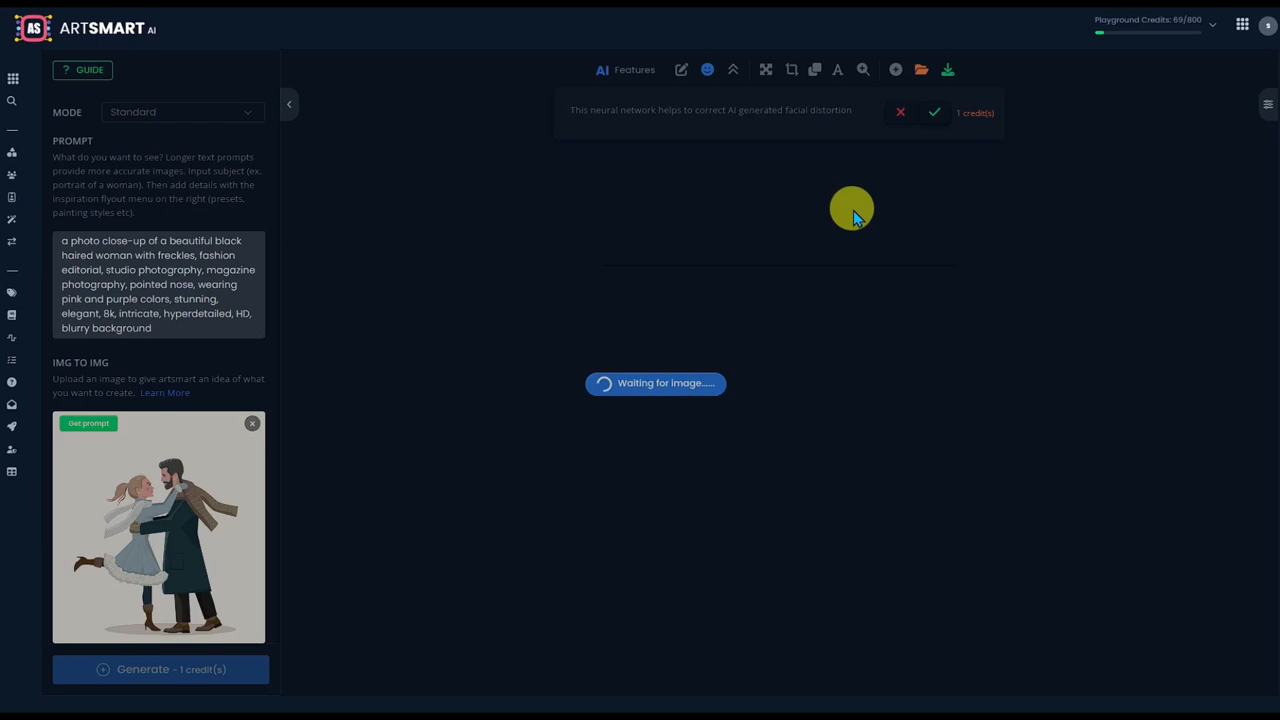 AS ARTSMART AI
Playground Credits: 69/800
S
? GUIDE
AI Features
A
MODE
Standard
This neural network helps to correct AI generated facial distortion
1 credit(s)
PROMPT
What do you want to see? Longer text prompts
provide more accurate images. Input subject (ex.
portrait of a woman). Then add details with the
inspiration flyout menu on the right (presets,
painting styles etc).
a photo close-up of a beautiful black
haired woman with freckles, fashion
editorial, studio photography, magazine
photography, pointed nose, wearing
pink and purple colors, stunning,
elegant, 8k, intricate, hyperdetailed, HD,
blurry background
IMG TO IMG
Upload an image to give artsmart an idea of what
you want to create. Learn More
Waiting for image......
Get prompt
Generate - 1 credit(s)